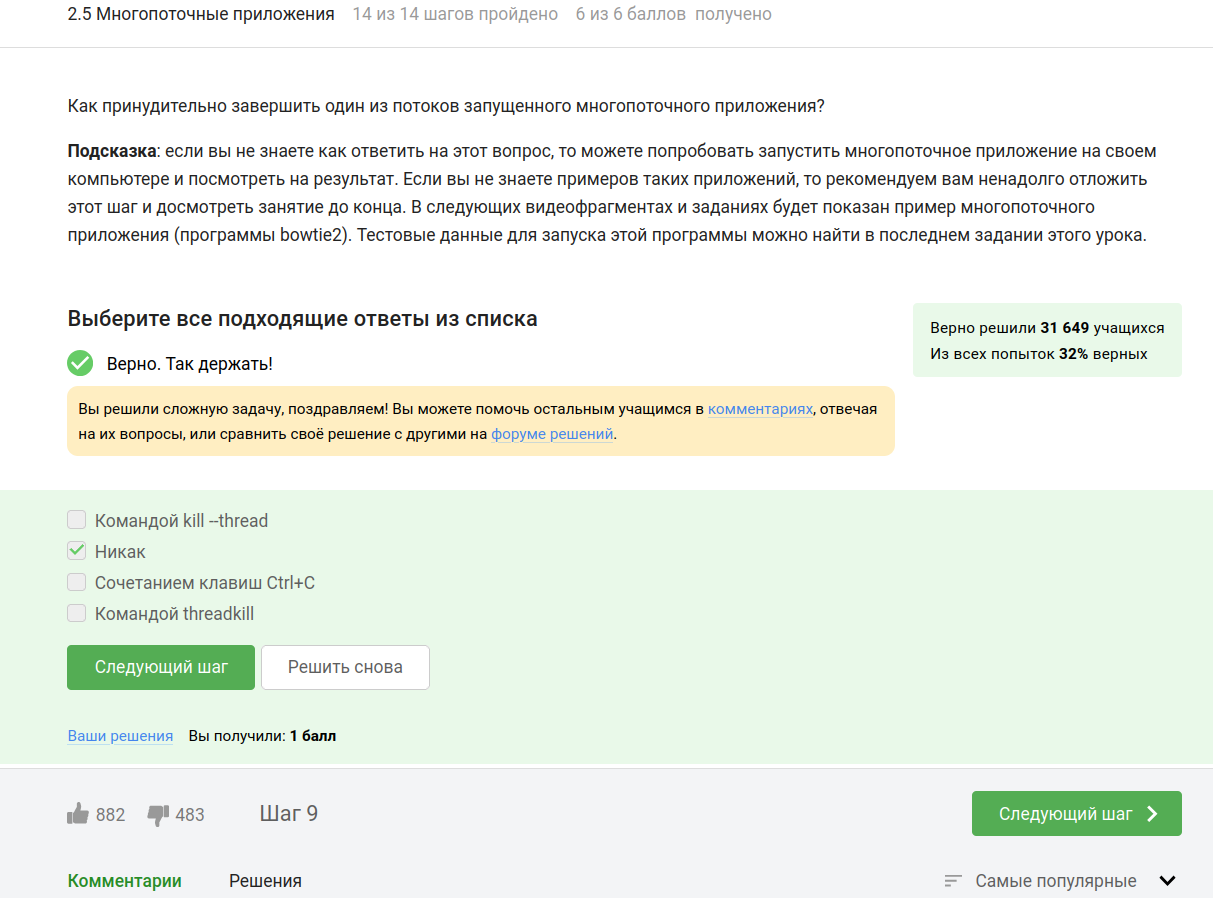 2.5 Многопоточные приложения 14 из 14 шагов пройдено 6 из 6 баллов получено
Как принудительно завершить один из потоков запущенного многопоточного приложения?
Подсказка: если вы не знаете как ответить на этот вопрос, то можете попробовать запустить многопоточное приложение на своем
компьютере и посмотреть на результат. Если вы не знаете примеров таких приложений, то рекомендуем вам ненадолго отложить
этот шаг и досмотреть занятие до конца. В следующих видеофрагментах и заданиях будет показан пример многопоточного
приложения (программы bowtie2). Тестовые данные для запуска этой программы можно найти в последнем задании этого урока.
Выберите все подходящие ответы из списка
Верно решили 31 649 учащихся
Из всех попыток 32% верных
Верно. Так держать!
Вы решили сложную задачу, поздравляем! Вы можете помочь остальным учащимся в комментариях, отвечая
на их вопросы, или сравнить своё решение с другими на форуме решений.
Командой kill --thread
Никак
Сочетанием клавиш Ctrl+C
Командой threadkill
Следующий шаг Решить снова
Ваши решения Вы получили: 1 балл
882 483 Шаг 9 Следующий шаг
Комментарии Решения Самые популярные